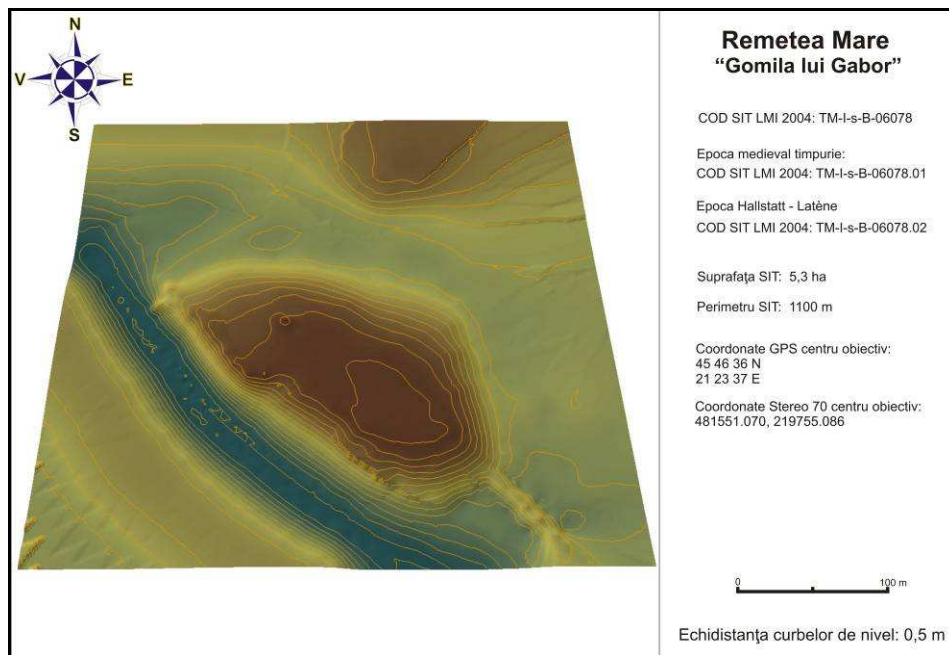 N
V
E
S
Remetea Mare
“Gomila lui Gabor”
COD SIT LMI 2004: TM-I-s-B-06078
Epoca medieval timpurie:
COD SIT LMI 2004: TM-I-s-B-06078.01
Epoca Hallstatt - Latène
COD SIT LMI 2004: TM-I-s-B-06078.02
Suprafaţa SIT: 5,3 ha
Perimetru SIT: 1100 m
Coordonate GPS centru obiectiv:
45 46 36 N
21 23 37 E
Coordonate Stereo 70 centru obiectiv:
481551.070, 219755.086
0 100 m
Echidistanţa curbelor de nivel: 0,5 m